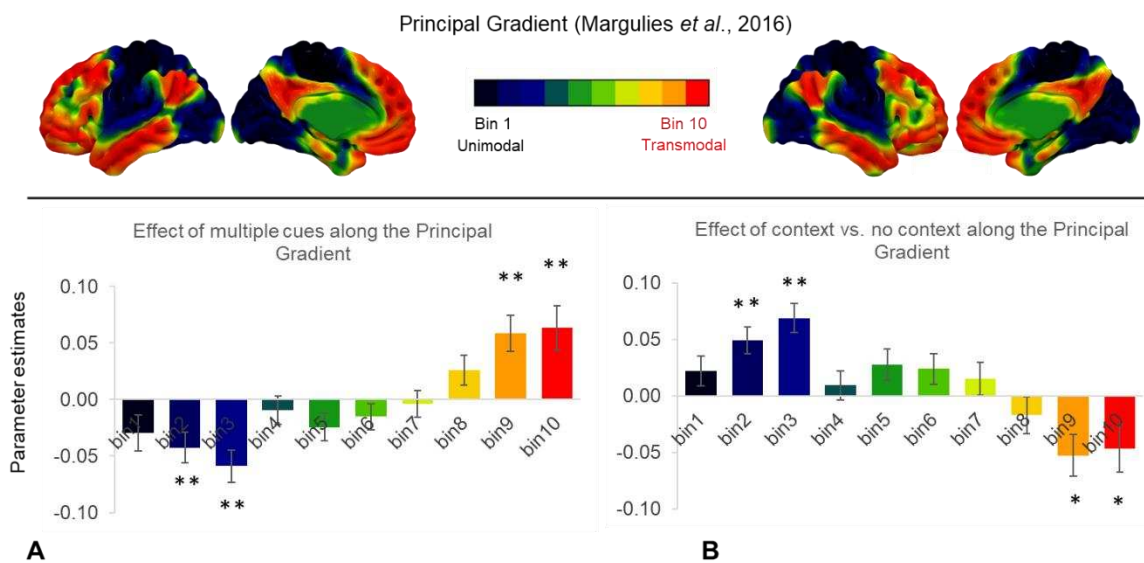 Principal Gradient (Margulies et al., 2016)
Bin 1
Unimodal
Bin 10
Transmodal
Effect of multiple cues along the Principal
Gradient
Parameter estimates
0.10
0.05
0.00
-0.05
-0.10
**
**
**
**
bin1
bin2
bin3
bin4
bin5
bin6
bin7
bin8
bin9
bin10
A
Effect of context vs. no context along the Principal
Gradient
0.10
0.05
0.00
-0.05
-0.10
**
**
*
*
bin1
bin2
bin3
bin4
bin5
bin6
bin7
bin8
bin9
bin10
B